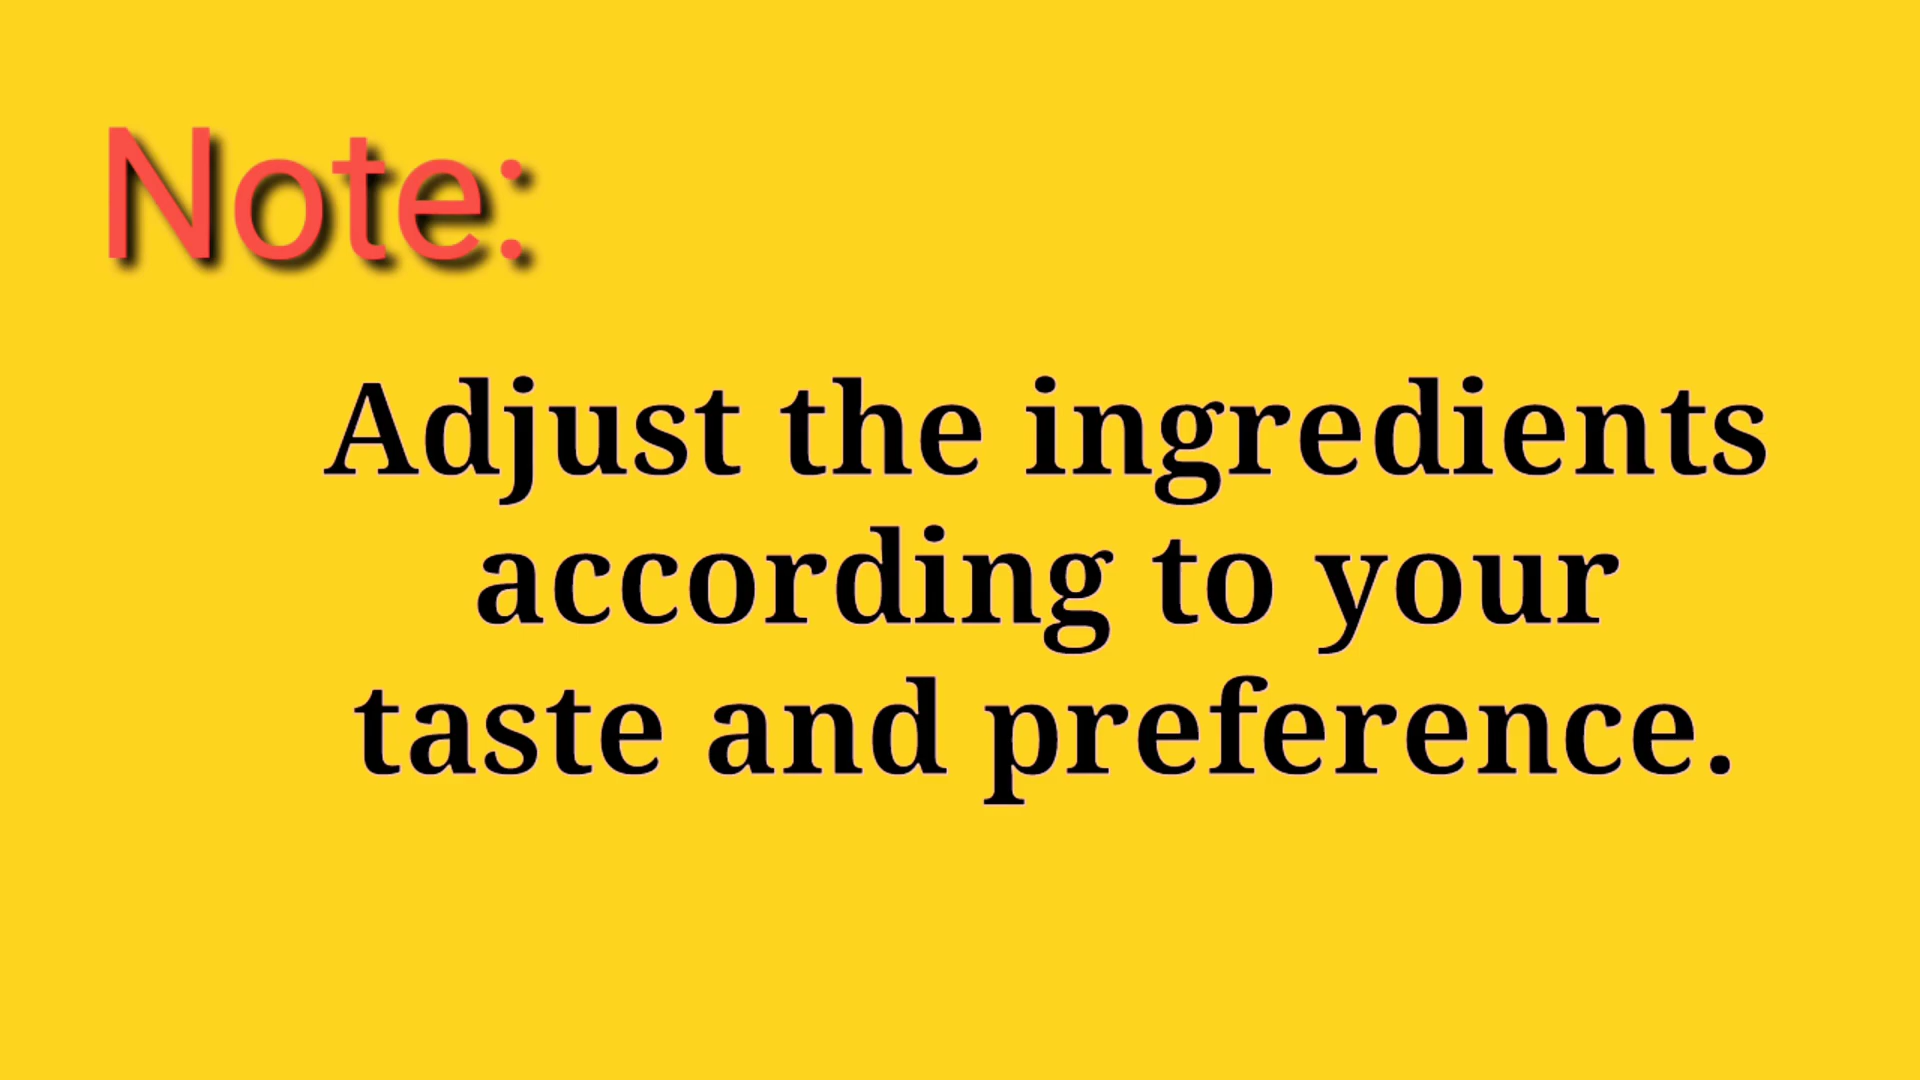 Note:
Adjust the ingredients
according to your
taste and preference.